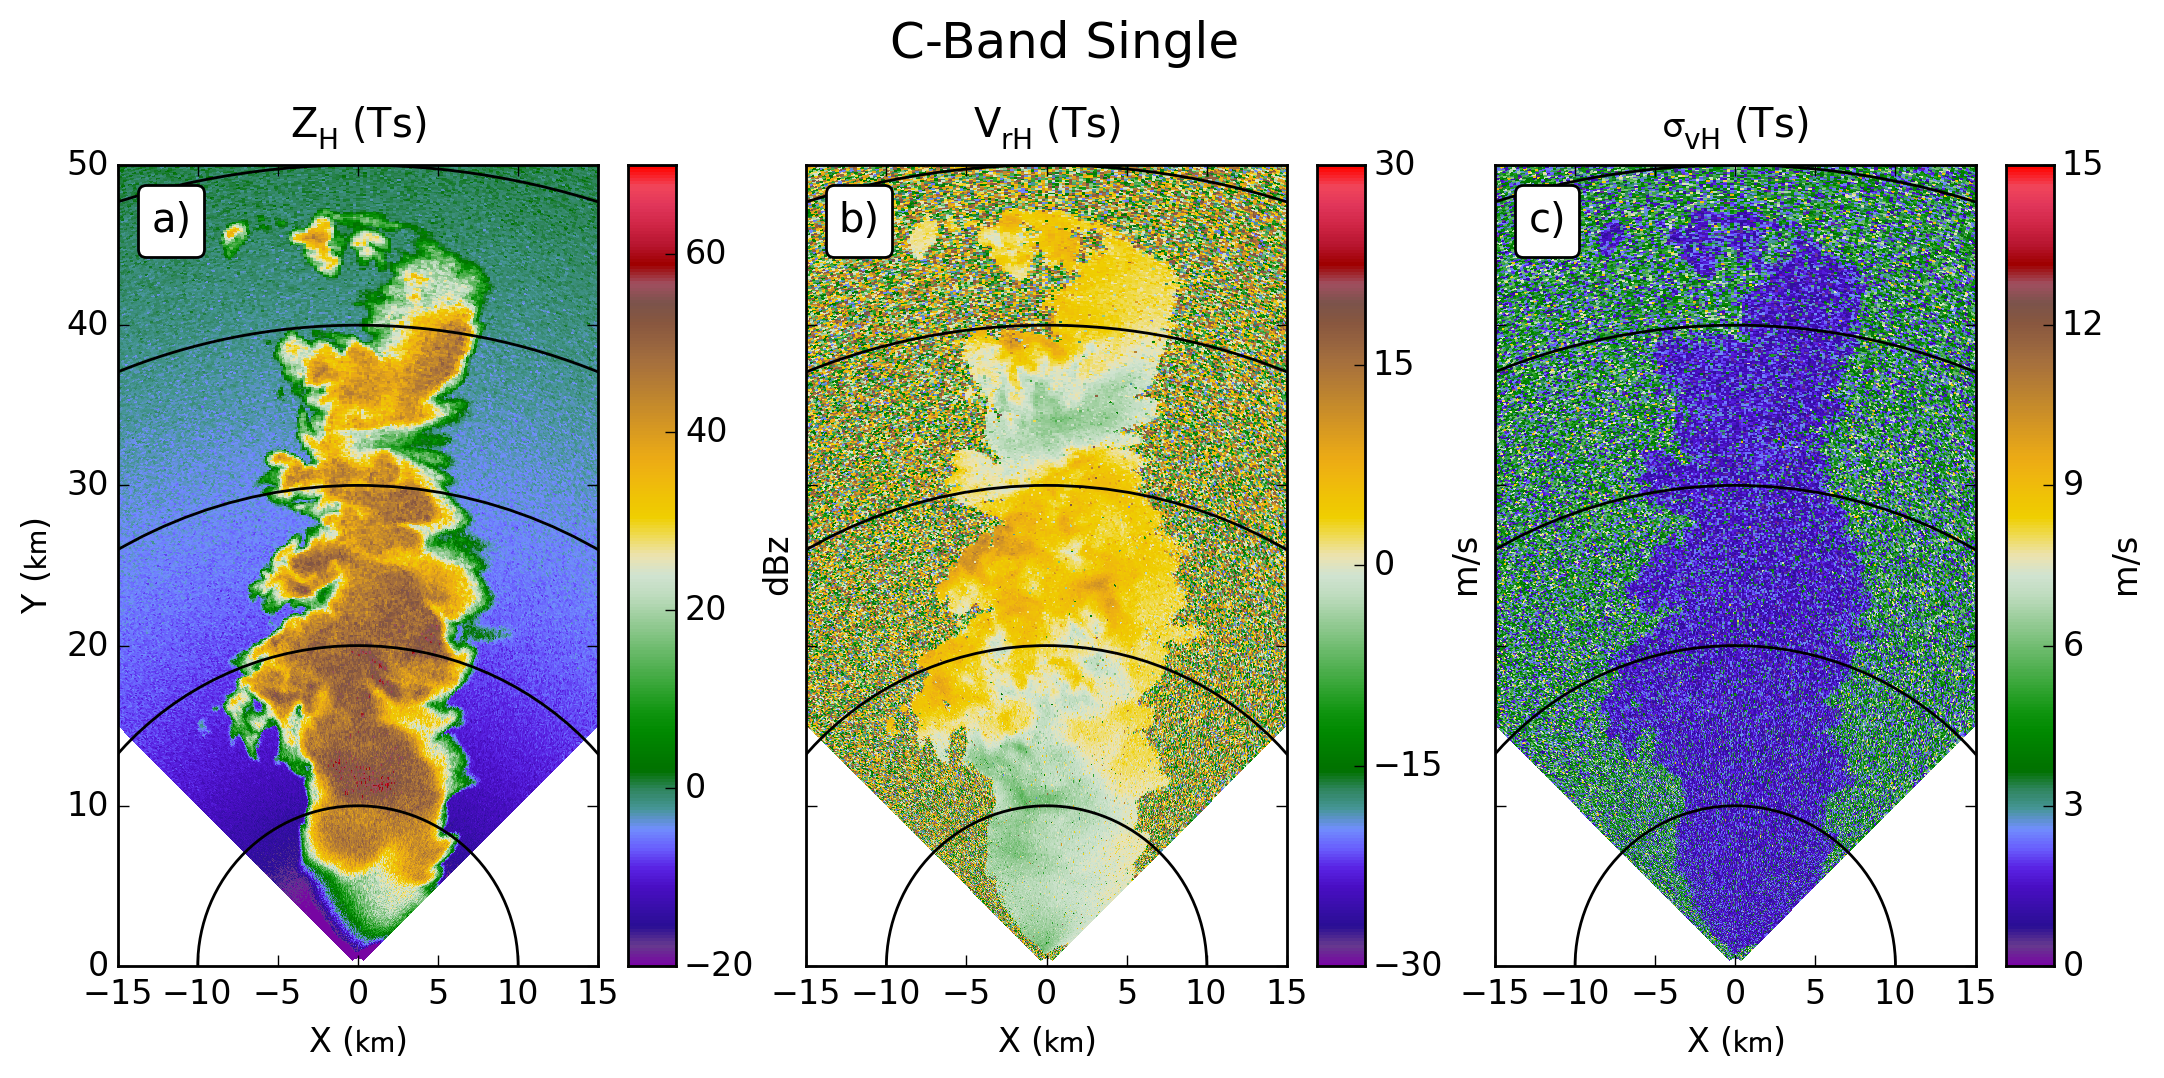 C-Band Single
Z_H (Ts)
V_rH (Ts)
σ_vH (Ts)
a)
b)
c)
50
40
30
20
10
0
Y (km)
−15 −10 −5 0 5 10 15
X (km)
60
40
20
0
−20
dBz
−15 −10 −5 0 5 10 15
X (km)
30
15
0
−15
−30
m/s
−15 −10 −5 0 5 10 15
X (km)
15
12
9
6
3
0
m/s